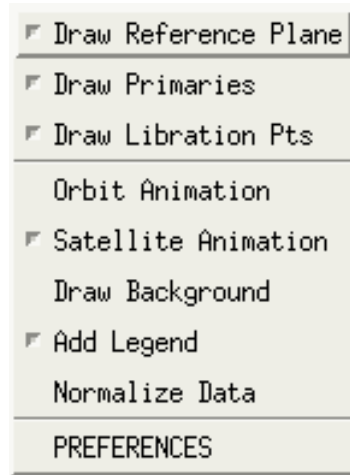 Draw Reference Plane
Draw Primaries
Draw Libration Pts
Orbit Animation
Satellite Animation
Draw Background
Add Legend
Normalize Data
PREFERENCES